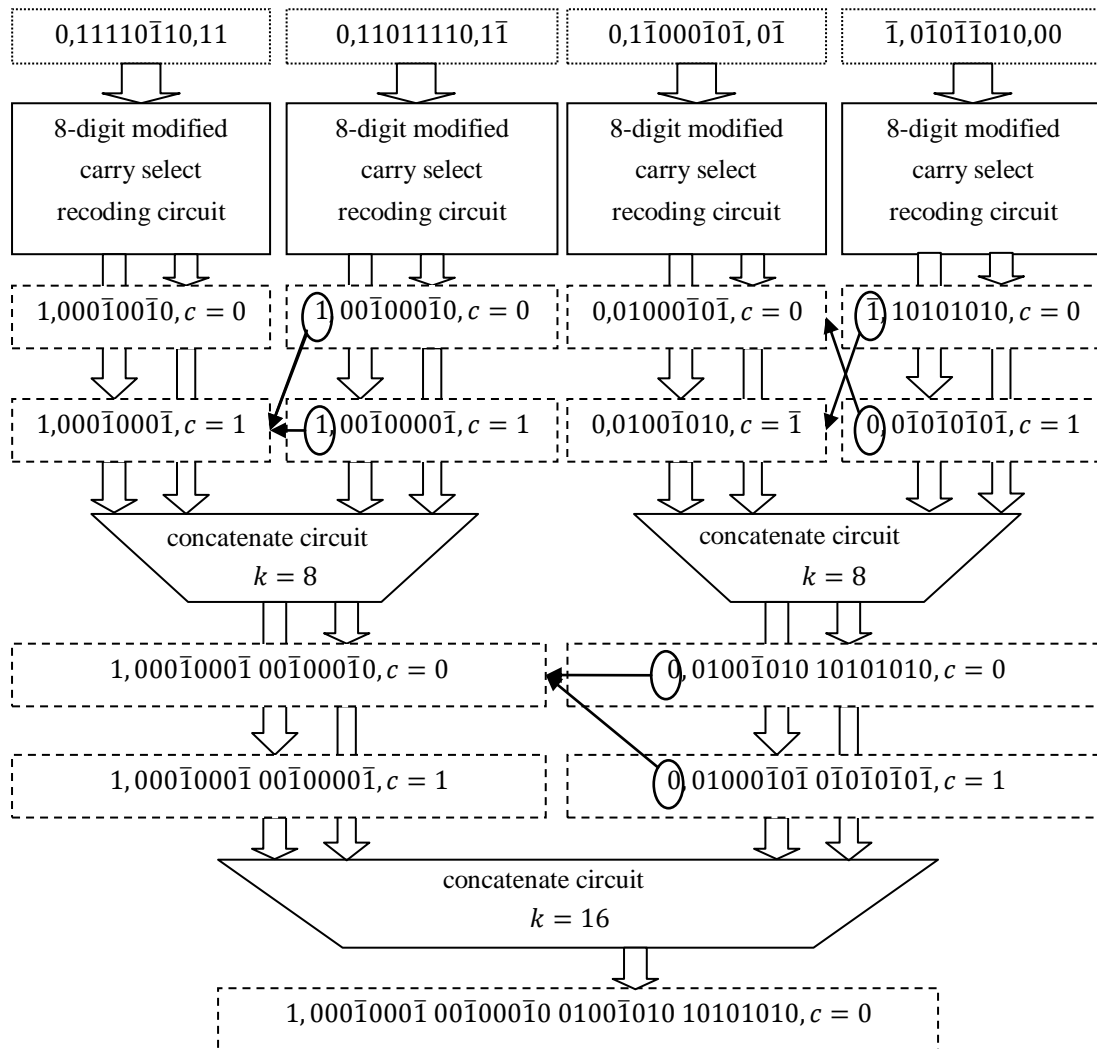 0,111101̄10,11
0,11011110,11̄
0,11̄0001̄01̄,01̄
1̄,01̄01̄1̄010,00
8-digit modified
carry select
recoding circuit
8-digit modified
carry select
recoding circuit
8-digit modified
carry select
recoding circuit
8-digit modified
carry select
recoding circuit
1,0001̄001̄0, c = 0
1,001̄0001̄0, c = 0
0,010001̄01̄, c = 0
1̄,10101010, c = 0
1,0001̄0001̄, c = 1
1,001̄00001̄, c = 1
0,01001̄010, c = 1̄
0,01̄01̄01̄01̄, c = 1
concatenate circuit
k = 8
concatenate circuit
k = 8
1,0001̄0001̄ 001̄0001̄0, c = 0
0,01001̄010 10101010, c = 0
1,0001̄0001̄ 001̄00001̄, c = 1
0,010001̄01̄ 01̄01̄01̄01̄, c = 1
concatenate circuit
k = 16
1,0001̄0001̄ 001̄0001̄0 01001̄010 10101010, c = 0